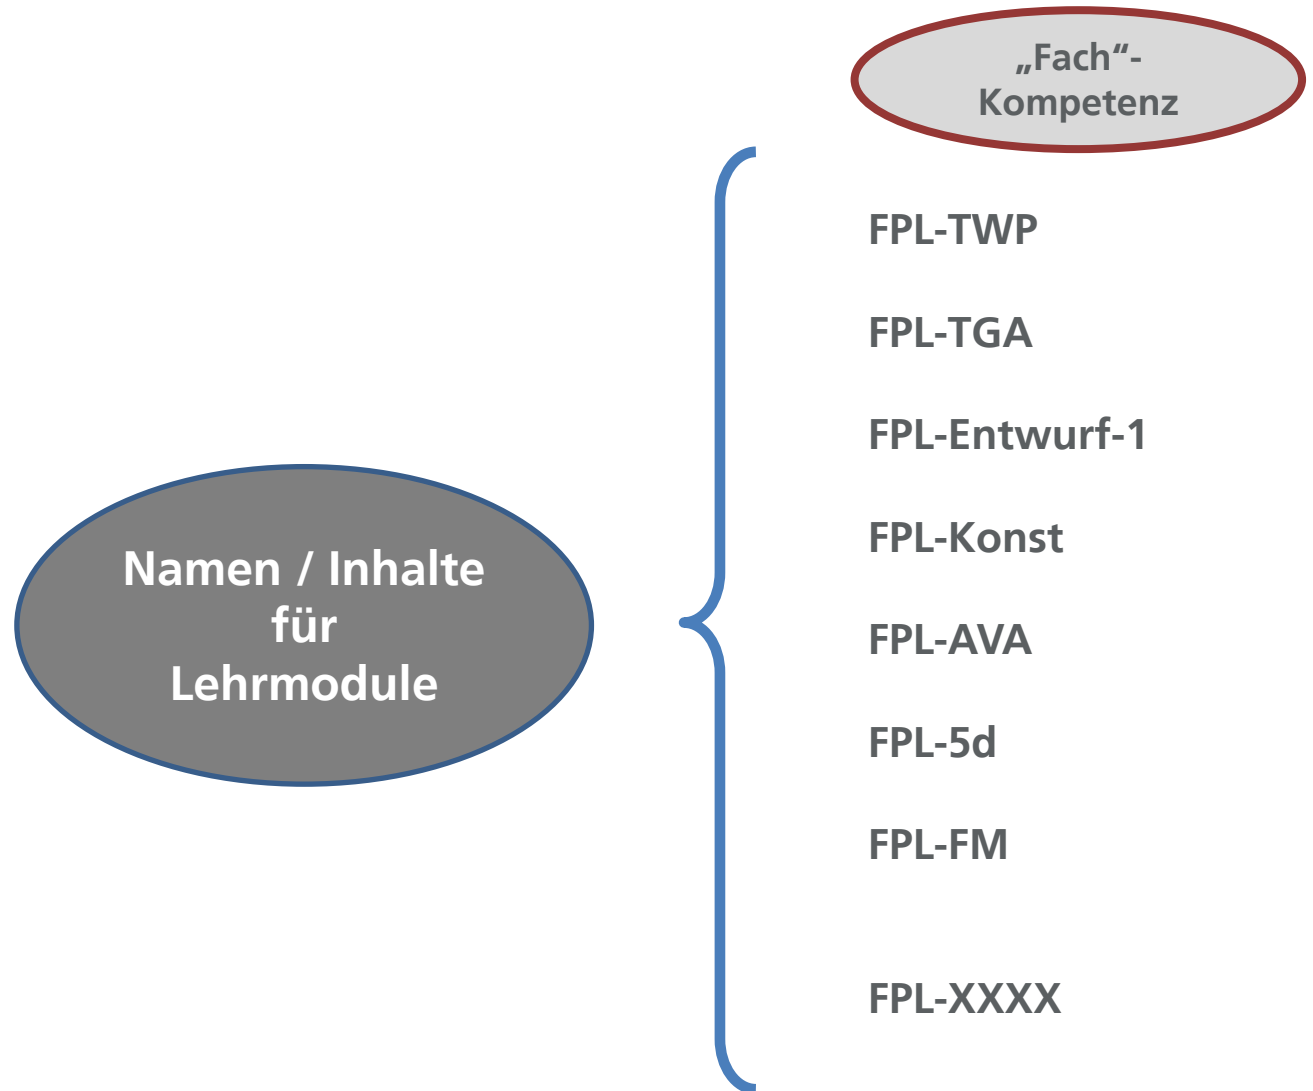 „Fach“-
Kompetenz
FPL-TWP
FPL-TGA
FPL-Entwurf-1
FPL-Konst
Namen / Inhalte
für
Lehrmodule
FPL-AVA
FPL-5d
FPL-FM
FPL-XXXX